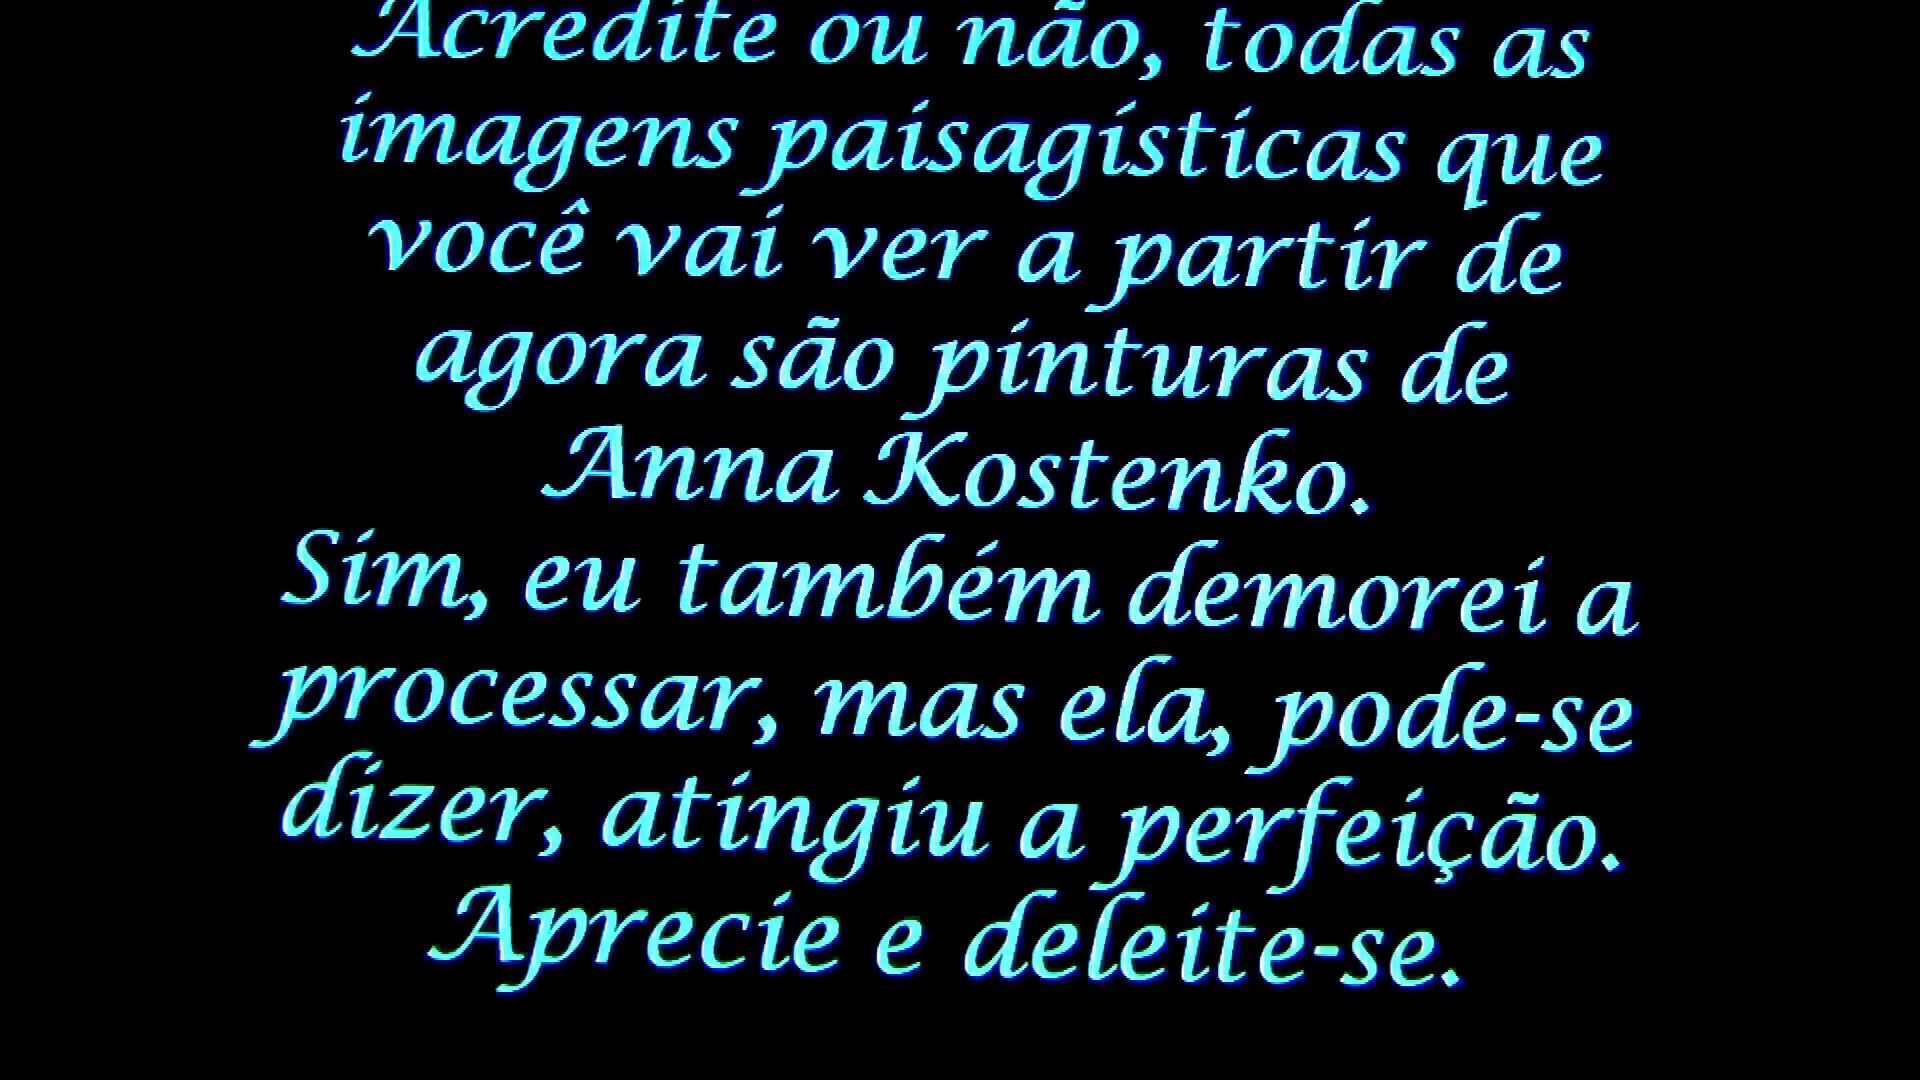 Acredite ou não, todas as
imagens paisagísticas que
você vai ver a partir de
agora são pinturas de
Anna Kostenko.
Sim, eu também demorei a
processar, mas ela, pode-se
dizer, atingiu a perfeição.
Aprecie e deleite-se.